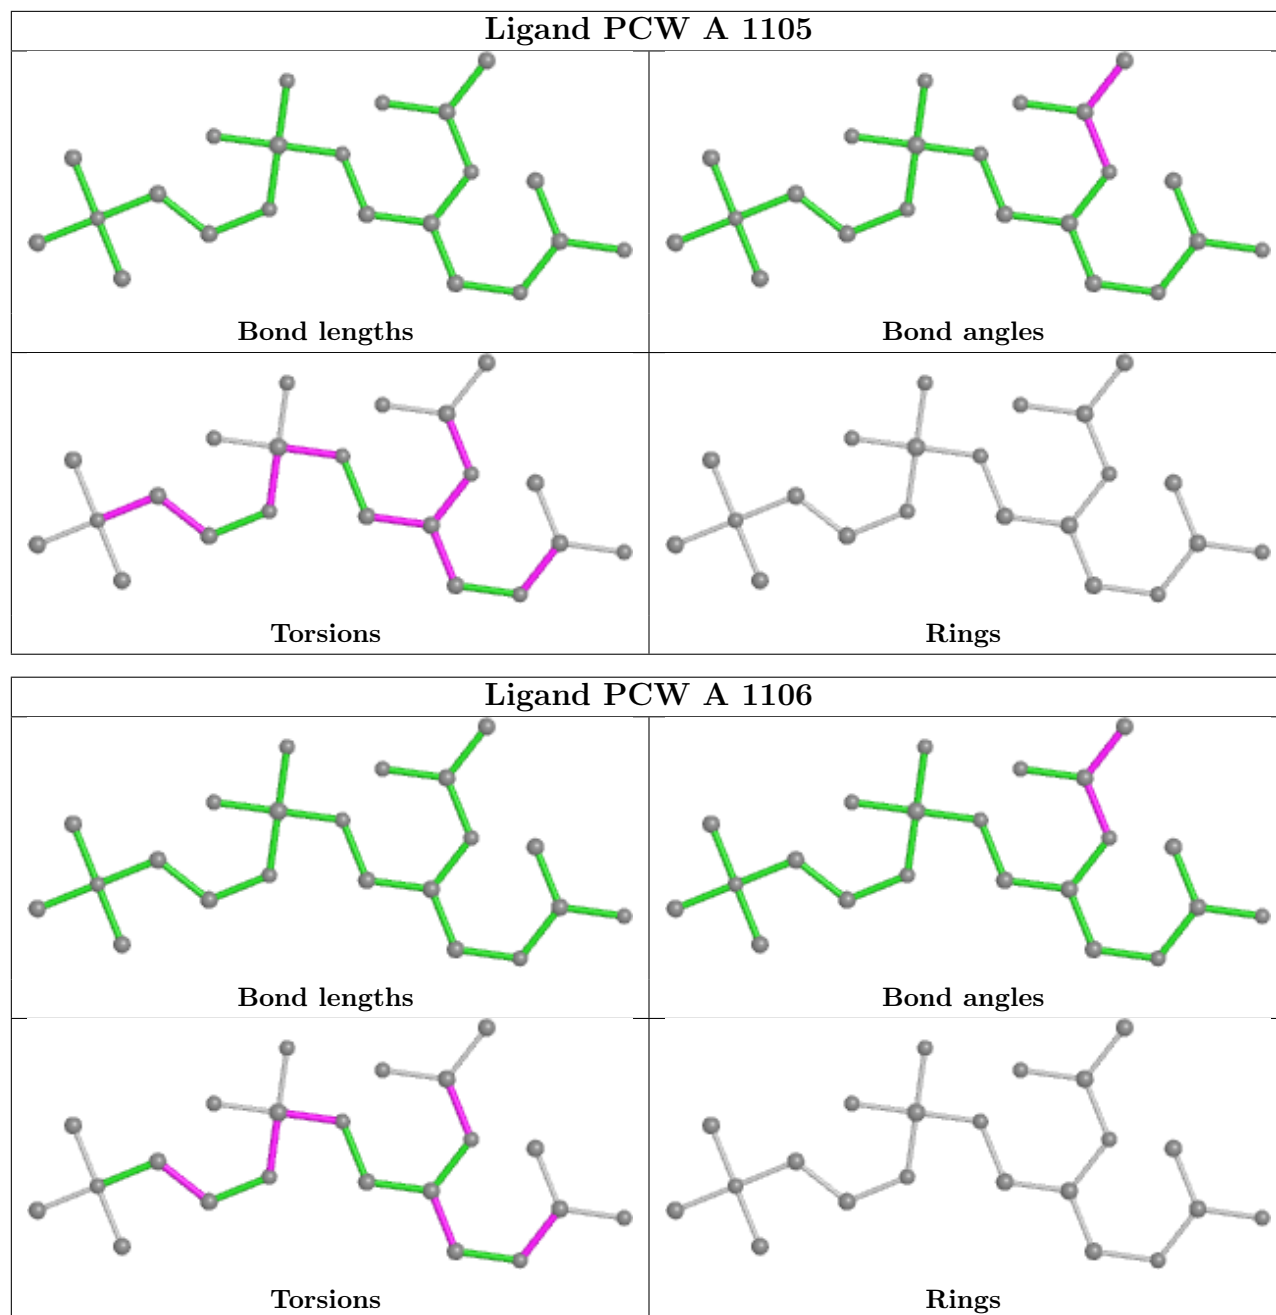 Ligand PCW A 1105
Bond lengths
Bond angles
Torsions
Rings
Ligand PCW A 1106
Bond lengths
Bond angles
Torsions
Rings